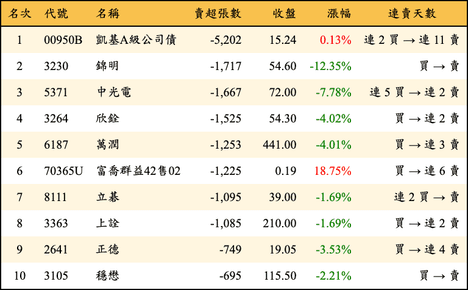 名次 代號 名稱 賣超張數 收盤 漲幅 連賣天數
1 00950B 凱基A級公司債 -5,202 15.24 0.13% 連 2 買 → 連 11 賣
2 3230 錦明 -1,717 54.60 -12.35% 買 → 賣
3 5371 中光電 -1,667 72.00 -7.78% 連 5 買 → 連 2 賣
4 3264 欣銓 -1,525 54.30 -4.02% 買 → 連 2 賣
5 6187 萬潤 -1,253 441.00 -4.01% 買 → 連 3 賣
6 70365U 富喬群益42售02 -1,225 0.19 18.75% 買 → 連 6 賣
7 8111 立碁 -1,095 39.00 -1.69% 連 2 買 → 賣
8 3363 上詮 -1,085 210.00 -1.69% 買 → 連 2 賣
9 2641 正德 -749 19.05 -3.53% 買 → 連 4 賣
10 3105 穩懋 -695 115.50 -2.21% 買 → 賣